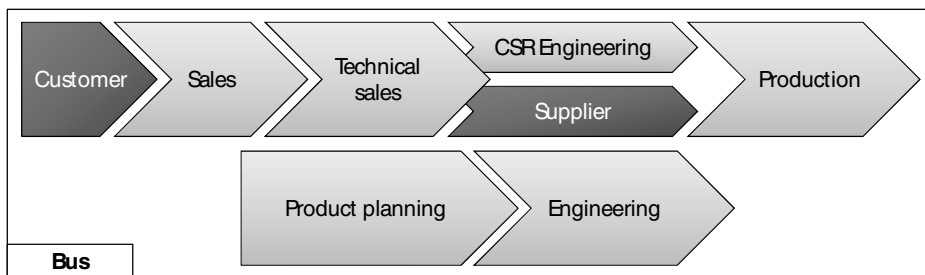 Customer
Sales
Technical
sales
CSR Engineering
Supplier
Production
Product planning
Engineering
Bus